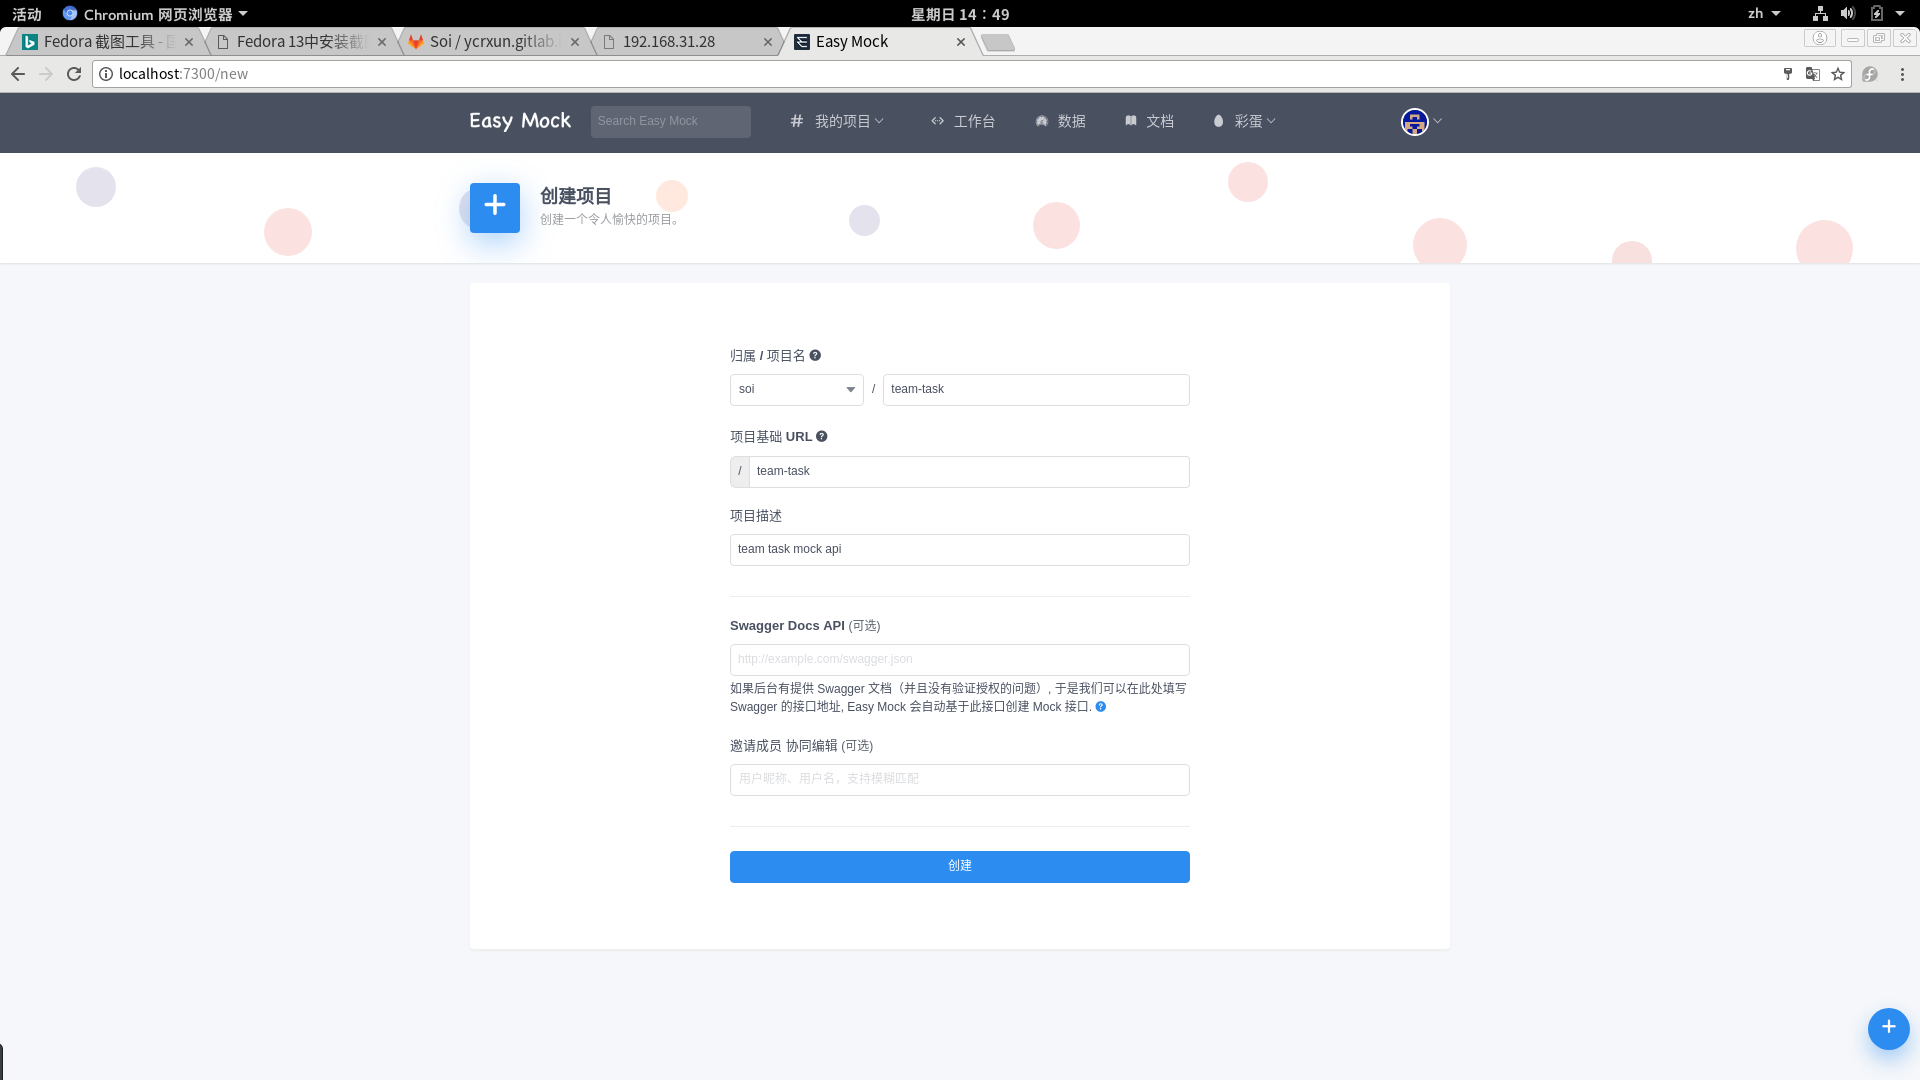 活动 Chromium 网页浏览器 星期日 14：49 zh
Fedora 截图工具 - Fedora 13中安装截 Soi / ycrxun.gitlab. 192.168.31.28 Easy Mock
localhost:7300/new
Easy Mock Search Easy Mock 我的项目 工作台 数据 文档 彩蛋
创建项目
创建一个令人愉快的项目。
归属 / 项目名
soi / team-task
项目基础 URL
/ team-task
项目描述
team task mock api
Swagger Docs API (可选)
http://example.com/swagger.json
如果后台有提供 Swagger 文档（并且没有验证授权的问题）, 于是我们可以在此处填写
Swagger 的接口地址, Easy Mock 会自动基于此接口创建 Mock 接口.
邀请成员 协同编辑 (可选)
用户昵称、用户名，支持模糊匹配
创建